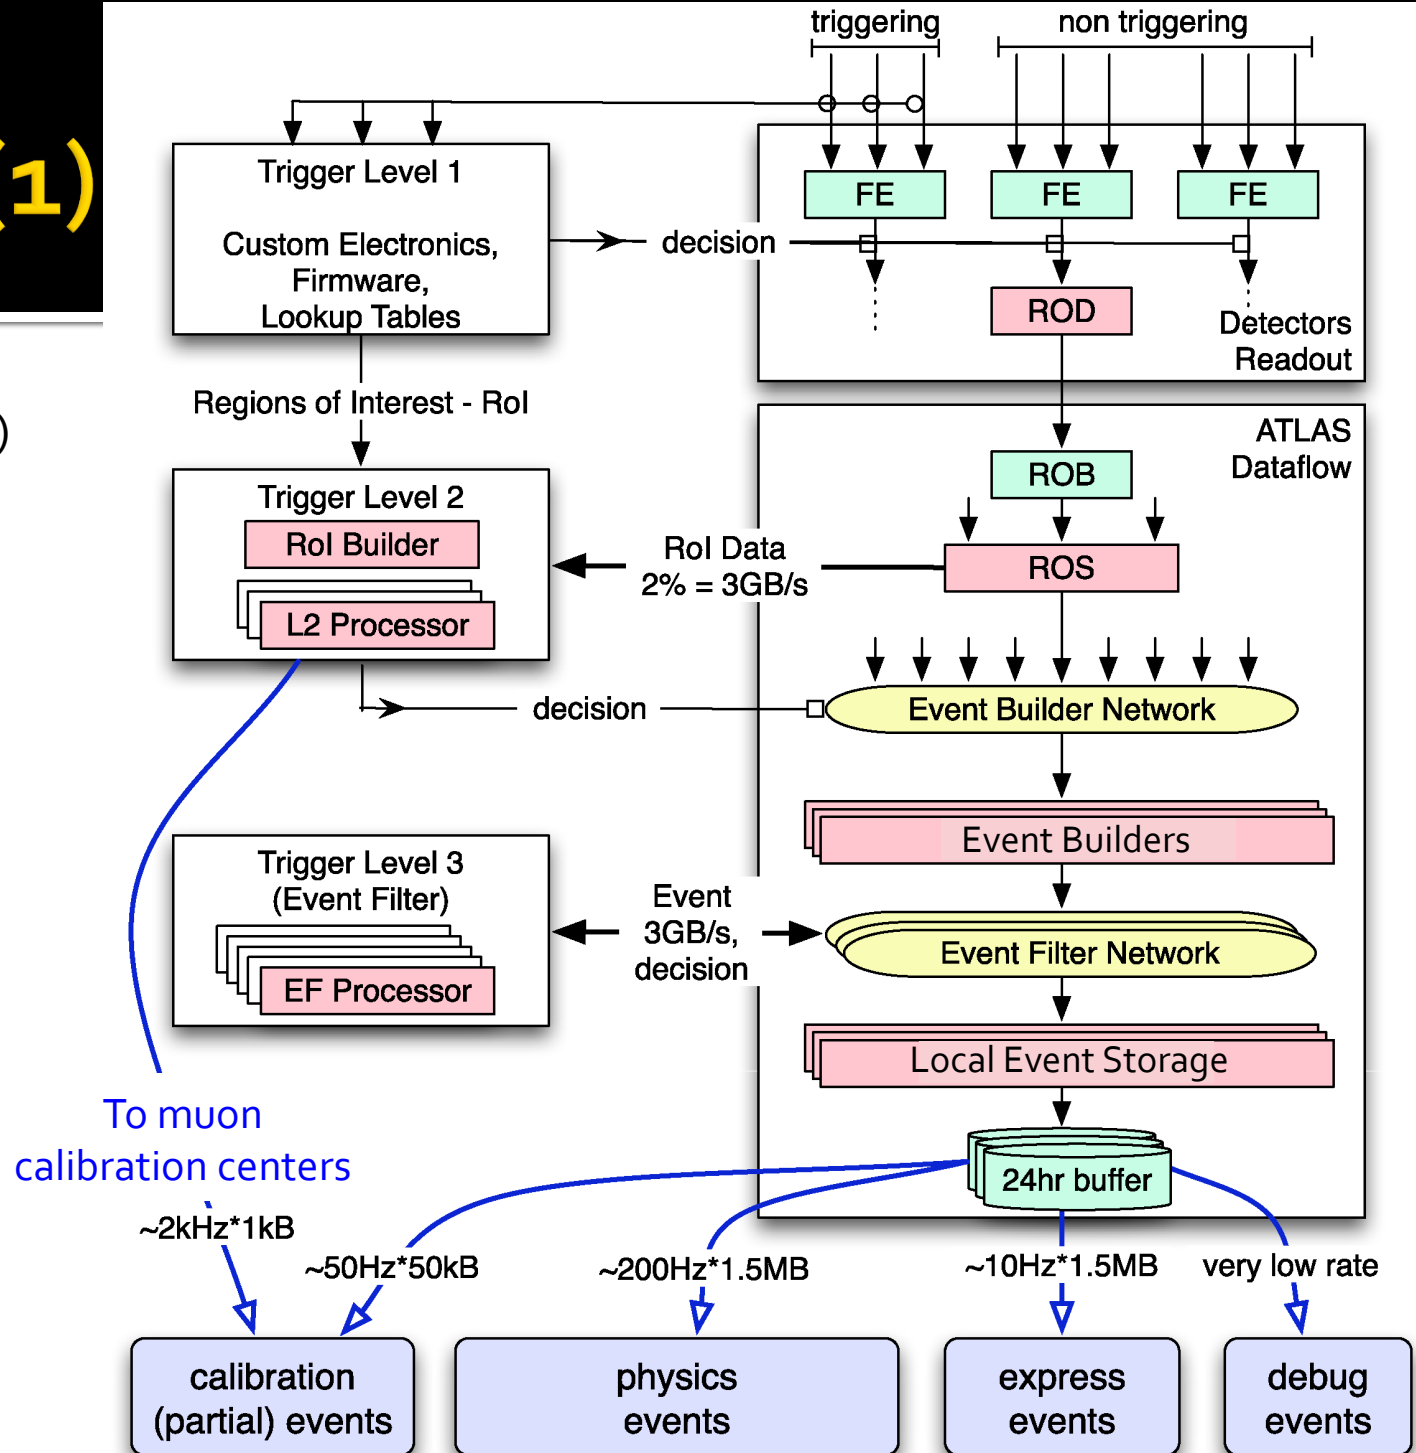 (1)
)
triggering
non triggering
Trigger Level 1
Custom Electronics,
Firmware,
Lookup Tables
decision
FE
FE
FE
ROD
Detectors
Readout
Regions of Interest - RoI
ATLAS
Dataflow
ROB
Trigger Level 2
RoI Builder
L2 Processor
RoI Data
2% = 3GB/s
ROS
decision
Event Builder Network
Event Builders
Trigger Level 3
(Event Filter)
EF Processor
Event
3GB/s,
decision
Event Filter Network
Local Event Storage
24hr buffer
To muon
calibration centers
~2kHz*1kB
~50Hz*50kB
~200Hz*1.5MB
~10Hz*1.5MB
very low rate
calibration
(partial) events
physics
events
express
events
debug
events